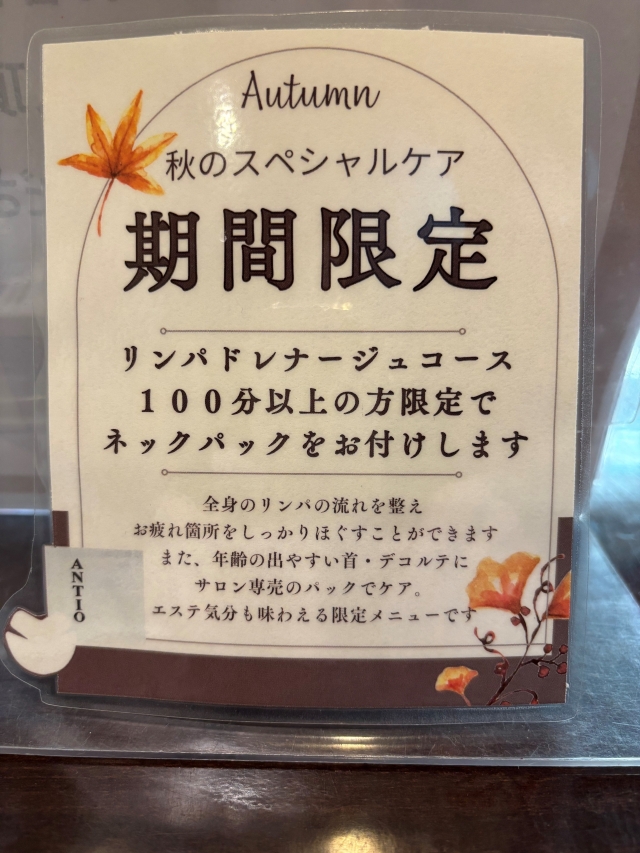 Autumn
秋のスペシャルケア
期間限定
リンパドレナージュコース
１００分以上の方限定で
ネックパックをお付けします
全身のリンパの流れを整え
お疲れ箇所をしっかりほぐすことができます
また、年齢の出やすい首・デコルテに
サロン専売のパックでケア。
エステ気分も味わえる限定メニューです
ANTIO